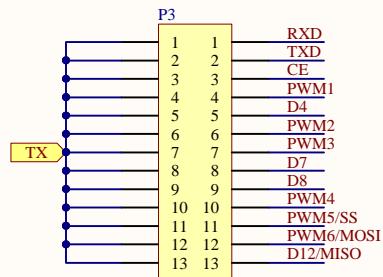 P3
1 1 RXD
2 2 TXD
3 3 CE
4 4 PWM1
5 5 D4
6 6 PWM2
TX 7 7 PWM3
8 8 D7
9 9 D8
10 10 PWM4
11 11 PWM5/SS
12 12 PWM6/MOSI
13 13 D12/MISO